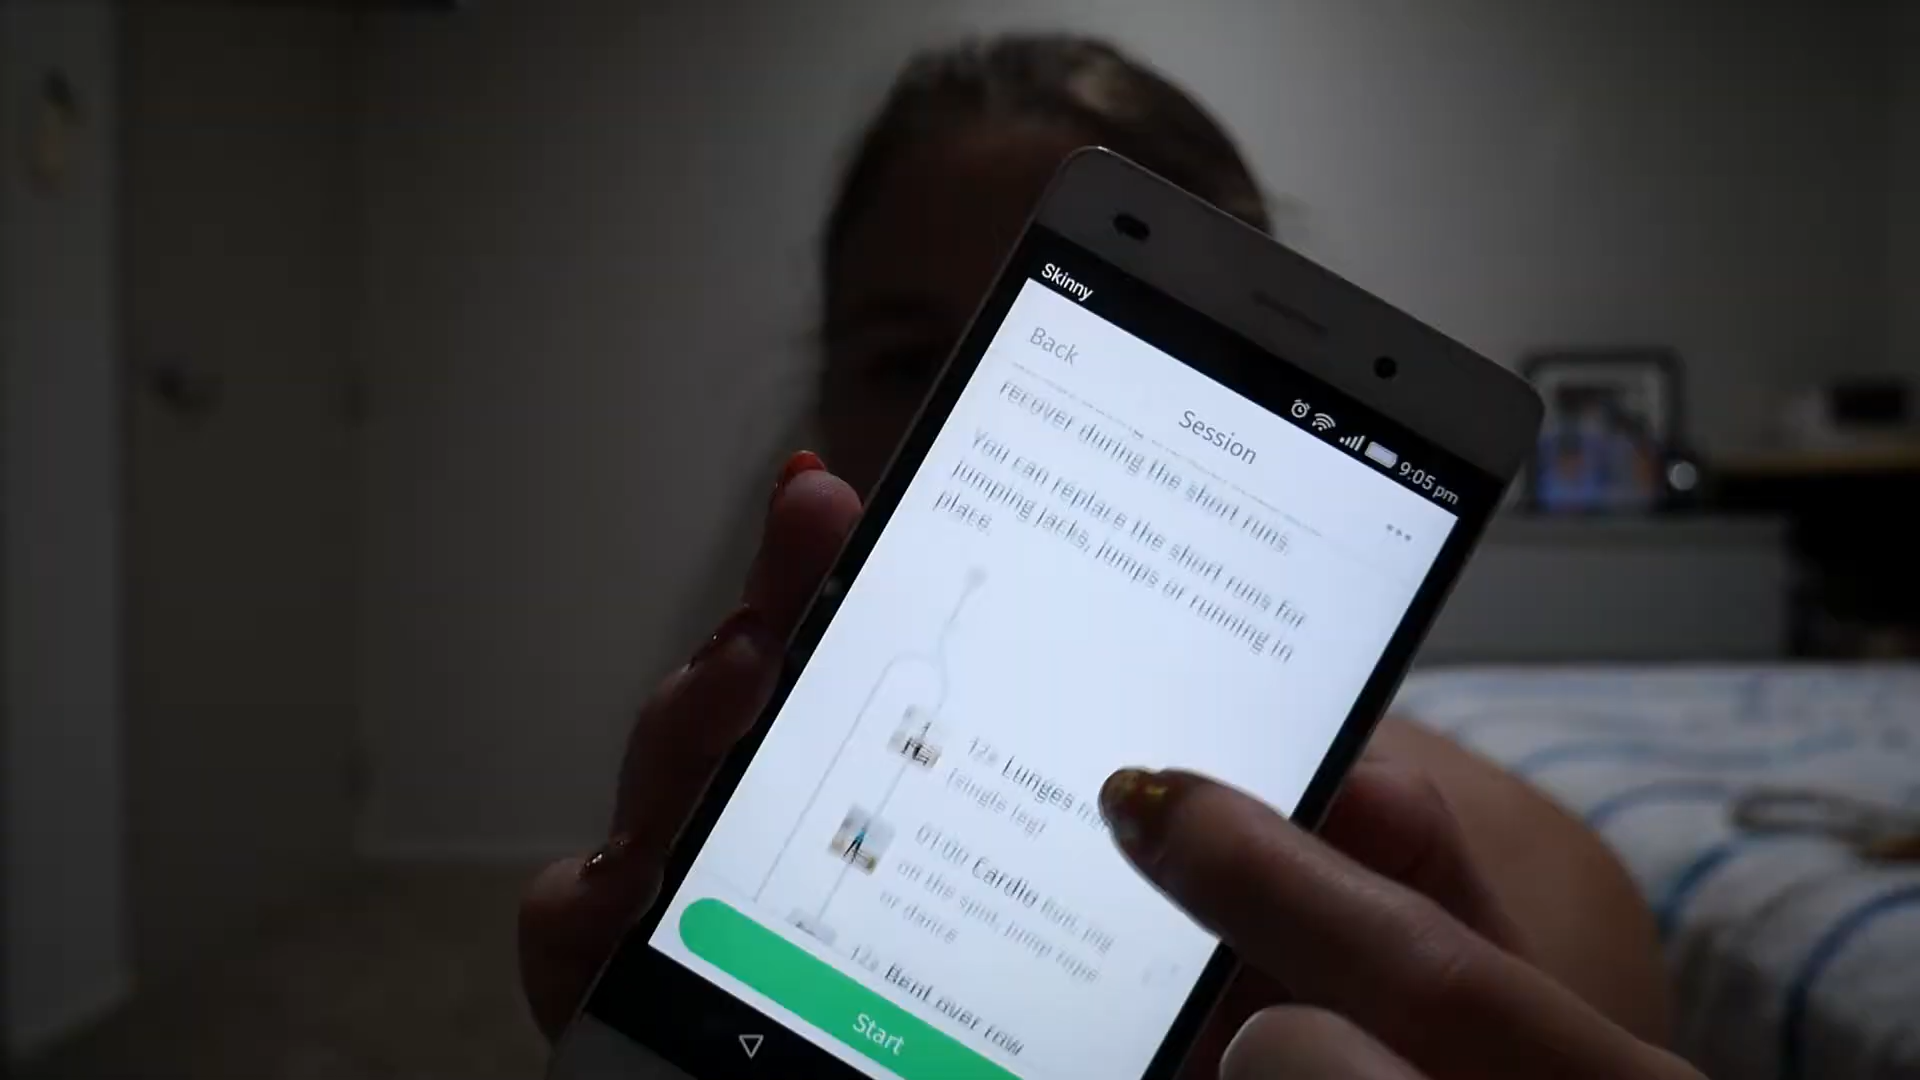 Skinny
9:05 pm
Back
Session
recover during the short runs.
You can replace the short runs for
jumping jacks, jumps or running in
place.
12x Lunges
(single leg)
01:00 Cardio Run, jog
on the spot, jump rope
or dance
12x Bent over row
Start